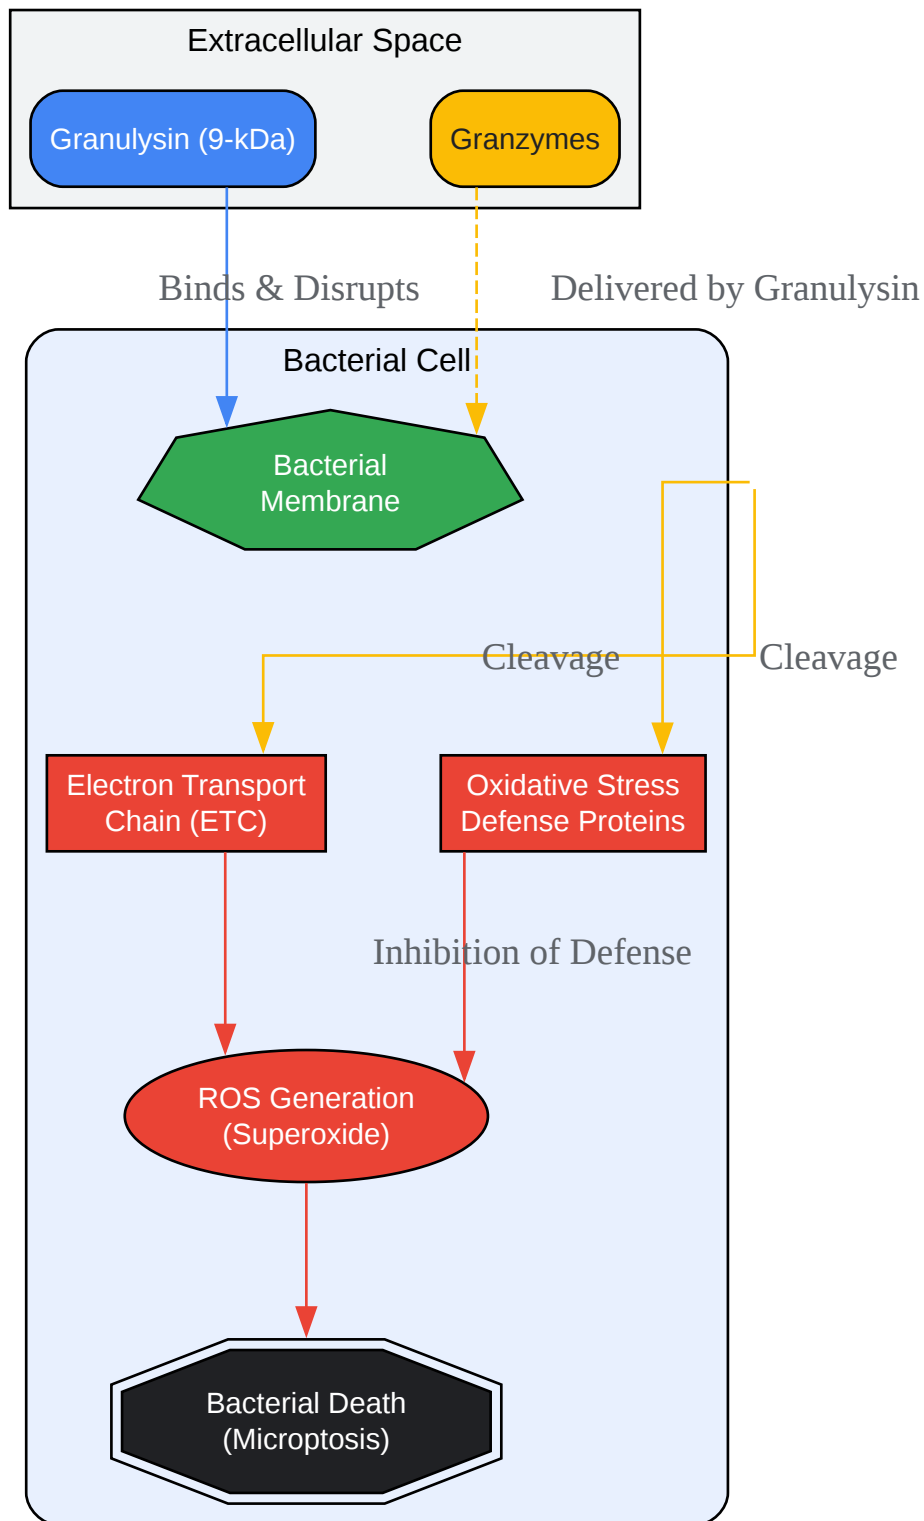 Extracellular Space
Granulysin (9-kDa)
Granzymes
Binds & Disrupts
Delivered by Granulysin
Bacterial Cell
Bacterial
Membrane
Cleavage
Cleavage
Electron Transport
Chain (ETC)
Oxidative Stress
Defense Proteins
Inhibition of Defense
ROS Generation
(Superoxide)
Bacterial Death
(Microptosis)